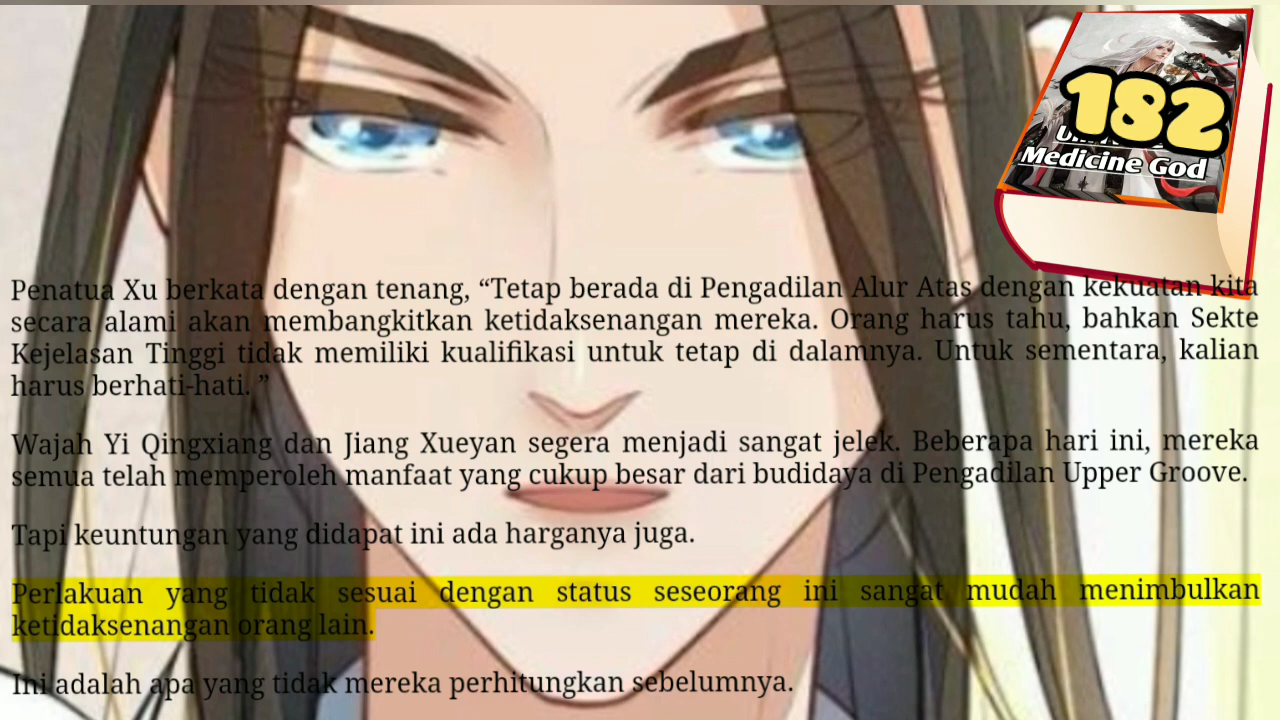 182
Medicine God
Penatua Xu berkata dengan tenang, “Tetap berada di Pengadilan Alur Atas dengan kekuatan kita
secara alami akan membangkitkan ketidaksenangan mereka. Orang harus tahu, bahkan Sekte
Kejelasan Tinggi tidak memiliki kualifikasi untuk tetap di dalamnya. Untuk sementara, kalian
harus berhati-hati. ”
Wajah Yi Qingxiang dan Jiang Xueyan segera menjadi sangat jelek. Beberapa hari ini, mereka
semua telah memperoleh manfaat yang cukup besar dari budidaya di Pengadilan Upper Groove.
Tapi keuntungan yang didapat ini ada harganya juga.
Perlakuan yang tidak sesuai dengan status seseorang ini sangat mudah menimbulkan
ketidaksenangan orang lain.
Ini adalah apa yang tidak mereka perhitungkan sebelumnya.